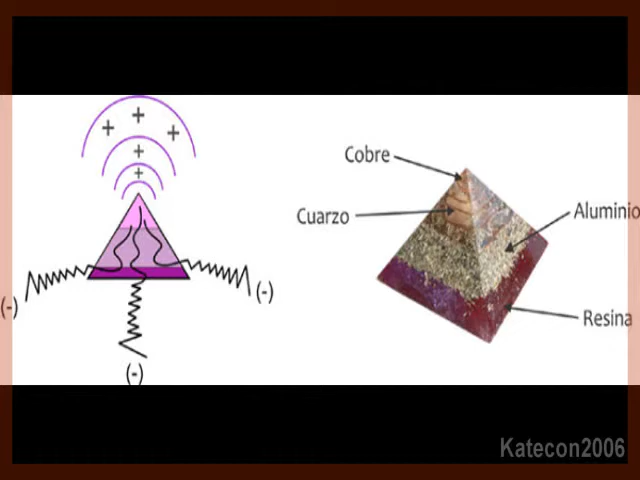 +
+ +
+
+
(-) (-)
(-)
Cobre
Cuarzo
Aluminio
Resina
Katecon2006